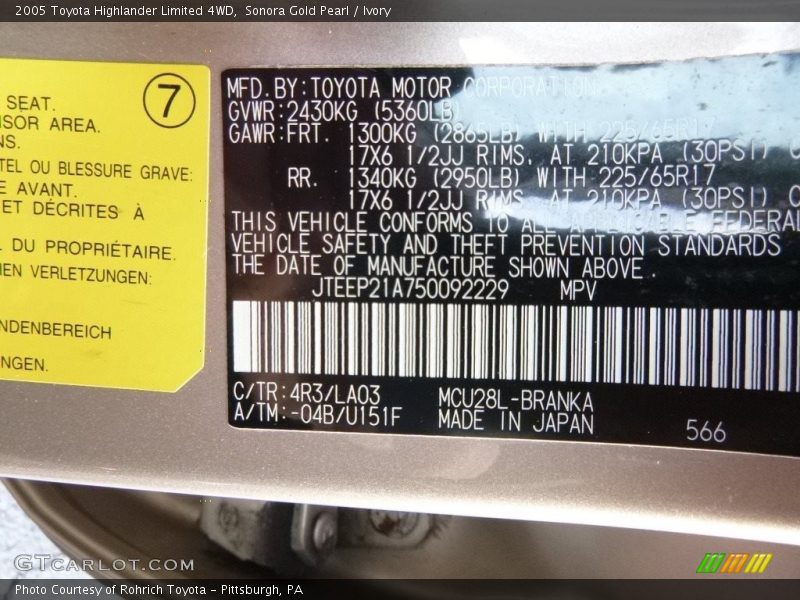 2005 Toyota Highlander Limited 4WD, Sonora Gold Pearl / Ivory
7
SEAT.
SOR AREA.
NS.
TEL OU BLESSURE GRAVE:
E AVANT.
ET DÉCRITES À
DU PROPRIÉTAIRE.
HEN VERLETZUNGEN:
NDENBEREICH
NGEN.
MFD. BY: TOYOTA MOTOR CORPORATION
GVWR: 2430KG (5360LB)
GAWR: FRT. 1300KG (2865LB) WITH 225/65R17
17X6 1/2JJ RIMS, AT 210KPA (30PSI) C
RR. 1340KG (2950LB) WITH 225/65R17
17X6 1/2JJ RIMS, AT 210KPA (30PSI) C
THIS VEHICLE CONFORMS TO ALL APPLICABLE FEDERAL
VEHICLE SAFETY AND THEFT PREVENTION STANDARDS
THE DATE OF MANUFACTURE SHOWN ABOVE.
JTEEP21A750092229 MPV
C/TR: 4R3/LA03 MCU28L-BRANKA
A/TM: -04B/U151F MADE IN JAPAN
566
GTCARLOT.COM
Photo Courtesy of Rohrich Toyota - Pittsburgh, PA